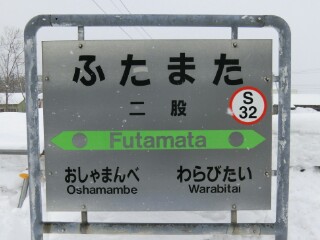 ふたまた
二股
S
32
Futamata
おしゃまんべ わらびたい
Oshamambe Warabitai